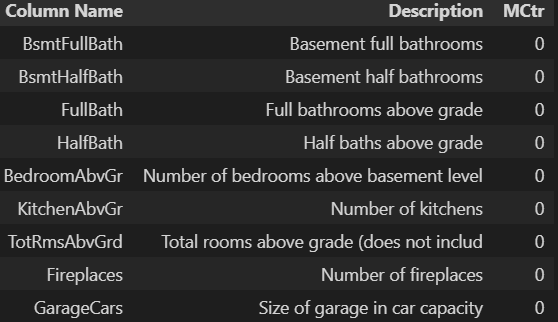 Column Name Description MCtr
BsmtFullBath Basement full bathrooms 0
BsmtHalfBath Basement half bathrooms 0
FullBath Full bathrooms above grade 0
HalfBath Half baths above grade 0
BedroomAbvGr Number of bedrooms above basement level 0
KitchenAbvGr Number of kitchens 0
TotRmsAbvGrd Total rooms above grade (does not includ 0
Fireplaces Number of fireplaces 0
GarageCars Size of garage in car capacity 0